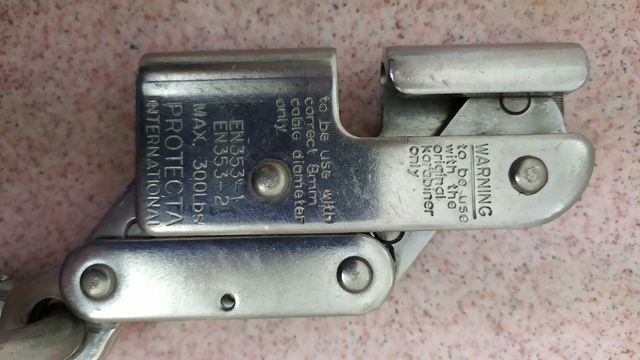 to be use with
correct 8mm
cable diameter
only
EN353-1
EN353-2
MAX. 300Lbs
PROTECTA
INTERNATIONAL
WARNING
to be use
with the
original
karabiner
only